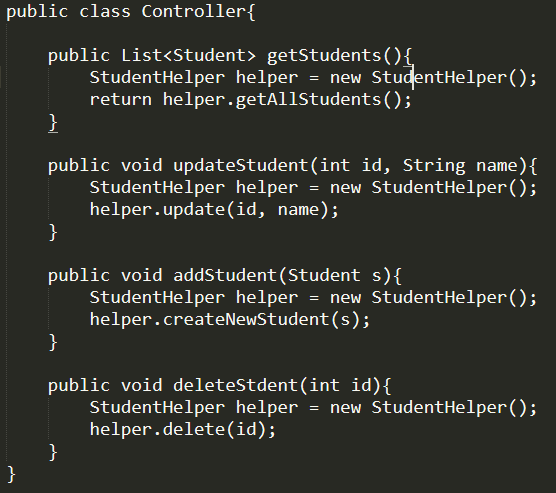 public class Controller{
public List<Student> getStudents(){
StudentHelper helper = new StudentHelper();
return helper.getAllStudents();
}
public void updateStudent(int id, String name){
StudentHelper helper = new StudentHelper();
helper.update(id, name);
}
public void addStudent(Student s){
StudentHelper helper = new StudentHelper();
helper.createNewStudent(s);
}
public void deleteStdent(int id){
StudentHelper helper = new StudentHelper();
helper.delete(id);
}
}